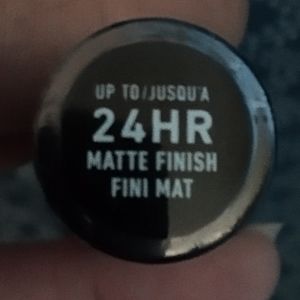 UP TO/JUSQU'A
24HR
MATTE FINISH
FINI MAT